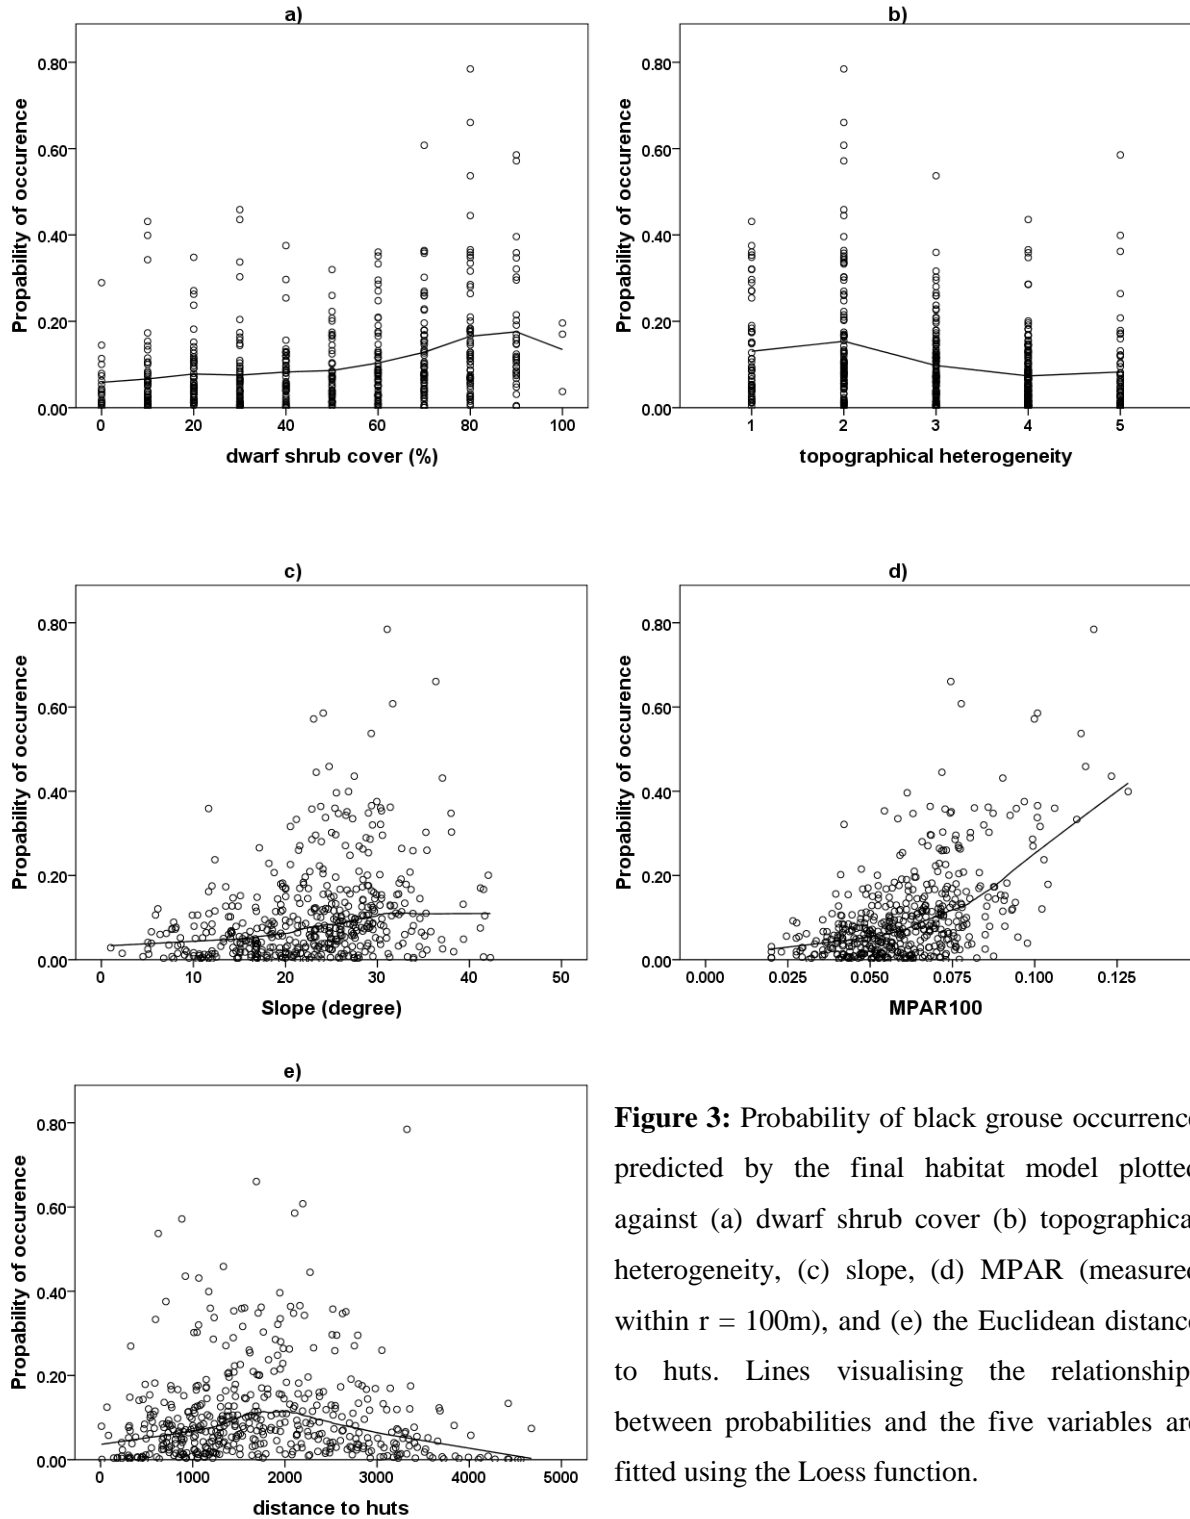 a)
Propability of occurence
0.80
0.60
0.40
0.20
0.00
0 20 40 60 80 100
dwarf shrub cover (%)
b)
Propability of occurence
0.80
0.60
0.40
0.20
0.00
1 2 3 4 5
topographical heterogeneity
c)
Propability of occurence
0.80
0.60
0.40
0.20
0.00
0 10 20 30 40 50
Slope (degree)
d)
Propability of occurence
0.80
0.60
0.40
0.20
0.00
0.000 0.025 0.050 0.075 0.100 0.125
MPAR100
e)
Propability of occurence
0.80
0.60
0.40
0.20
0.00
0 1000 2000 3000 4000 5000
distance to huts
Figure 3: Probability of black grouse occurrence
predicted by the final habitat model plotted
against (a) dwarf shrub cover (b) topographica
heterogeneity, (c) slope, (d) MPAR (measured
within r = 100m), and (e) the Euclidean distance
to huts. Lines visualising the relationship
between probabilities and the five variables are
fitted using the Loess function.